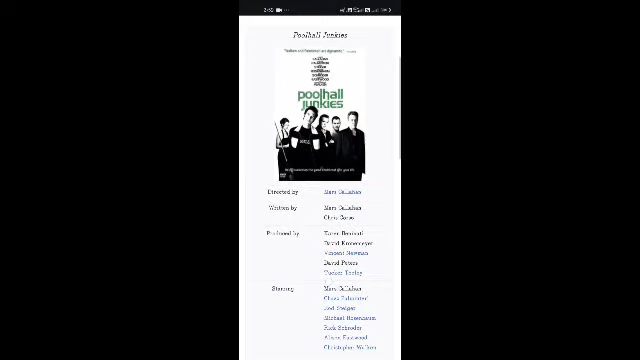 Poolhall Junkies
poolhall
junkies
Directed by
Mars Callahan
Written by
Mars Callahan
Chris Corso
Produced by
Karen Beninati
David Kronemeyer
Vincent Newman
David Peters
Tucker Tooley
Starring
Mars Callahan
Chazz Palminteri
Rod Steiger
Michael Rosenbaum
Rick Schroder
Alison Eastwood
Christopher Walken